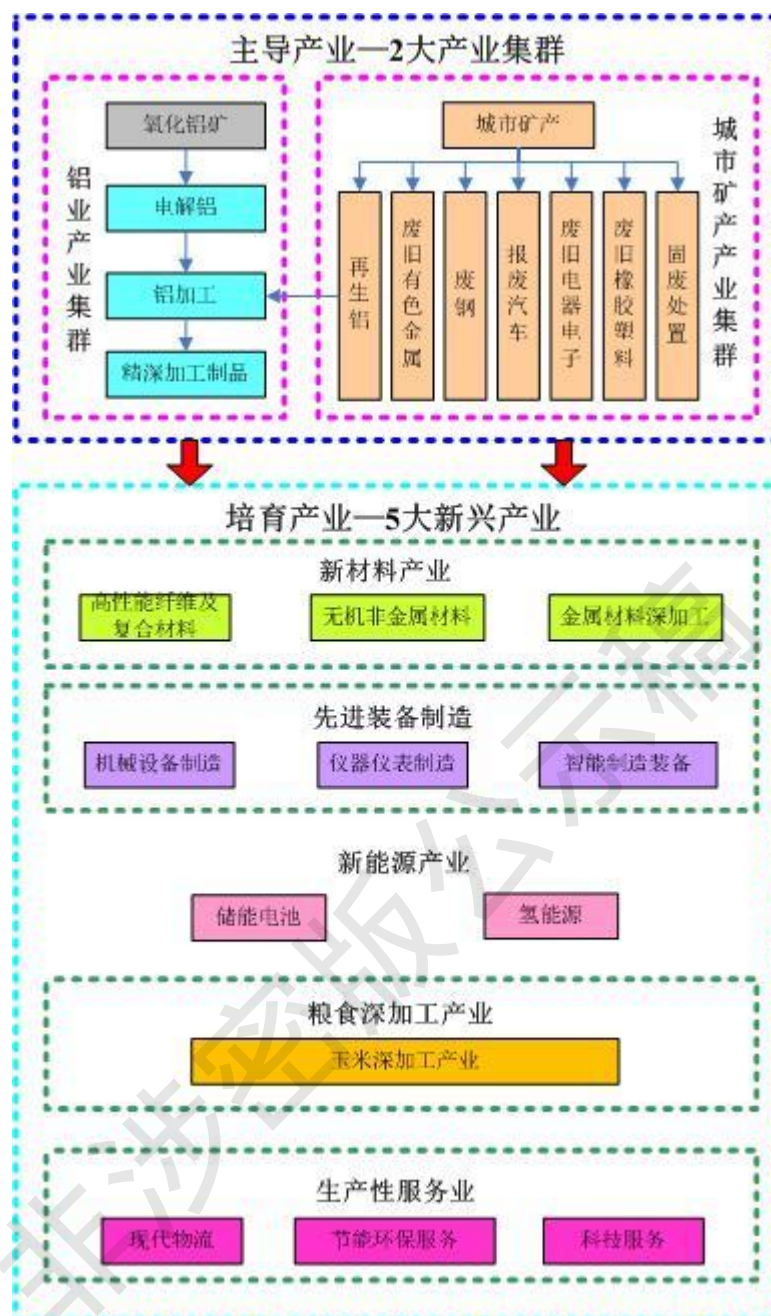 主导产业—2大产业集群
铝业产业集群
氧化铝矿
电解铝
铝加工
精深加工制品
城市矿产
再生铝
废旧有色金属
废钢
报废汽车
废旧电器电子
废旧橡胶塑料
固废处置
城市矿产产业集群
培育产业—5大新兴产业
新材料产业
高性能纤维及
复合材料
无机非金属材料
金属材料深加工
先进装备制造
机械设备制造
仪器仪表制造
智能制造装备
新能源产业
储能电池
氢能源
粮食深加工产业
玉米深加工产业
生产性服务业
现代物流
节能环保服务
科技服务
非涉密版公示稿